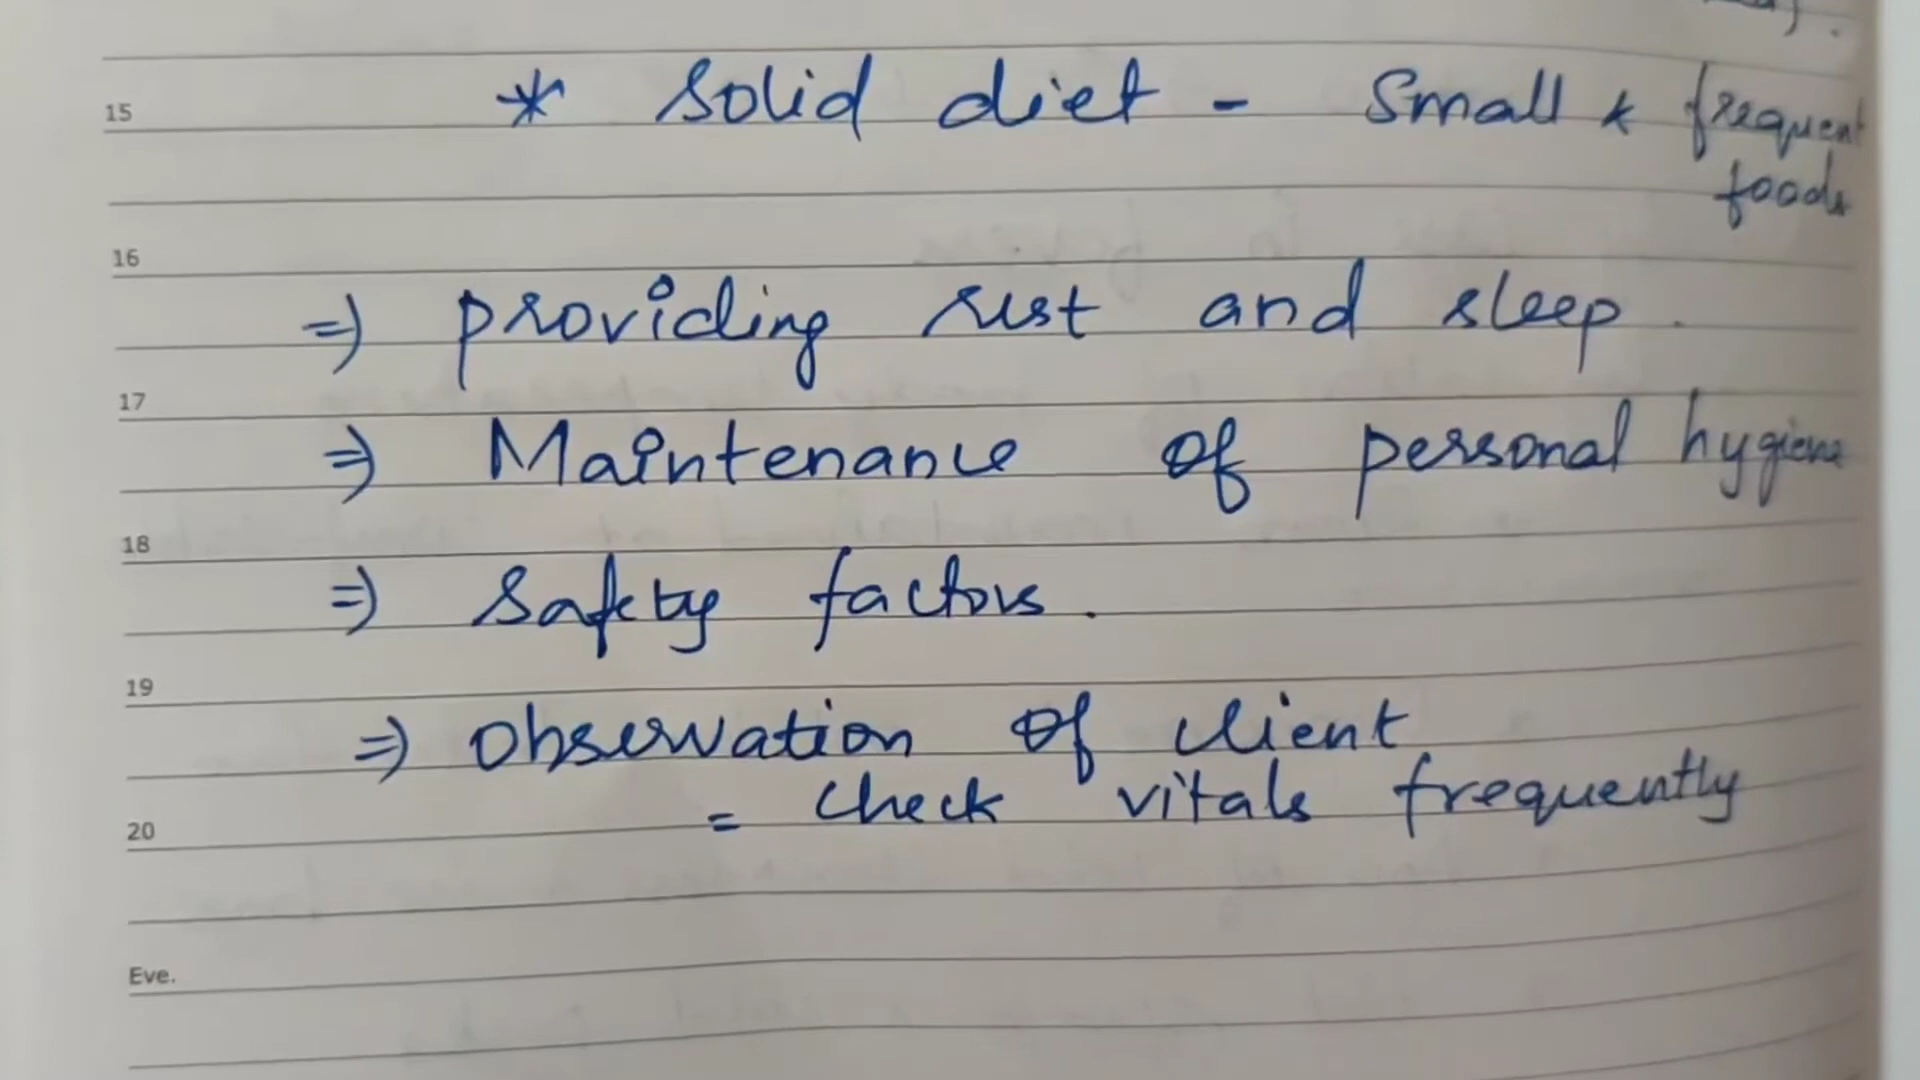 15 * Solid diet - Small & frequent
foods
16
⇒ providing rest and sleep.
17
⇒ Maintenance of personal hygiene
18
⇒ Safety factors.
19
⇒ Observation of client
= check vitals frequently
20
Eve.